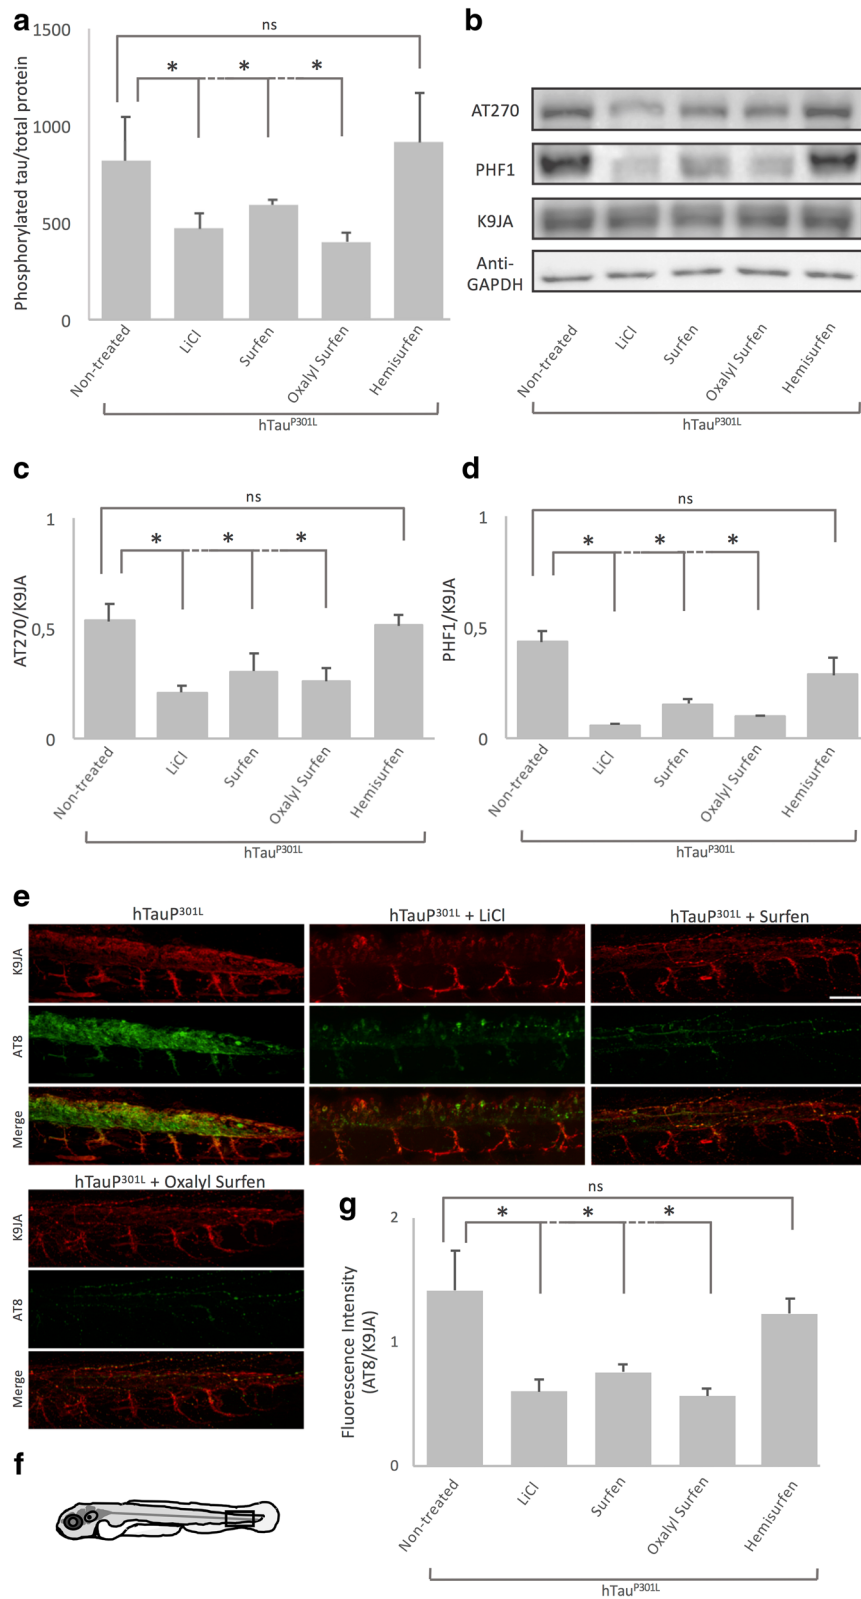 a
Phosphorylated tau/total protein
1500
1000
500
0
ns
* * *
Non-treated
LiCl
Surfen
Oxalyl Surfen
Hemisurfen
hTauP301L
b
AT270
PHF1
K9JA
Anti-
GAPDH
Non-treated
LiCl
Surfen
Oxalyl Surfen
Hemisurfen
hTauP301L
c
AT270/K9JA
1
0,5
0
ns
* * *
Non-treated
LiCl
Surfen
Oxalyl Surfen
Hemisurfen
hTauP301L
d
PHF1/K9JA
1
0,5
0
ns
* * *
Non-treated
LiCl
Surfen
Oxalyl Surfen
Hemisurfen
hTauP301L
e
hTauP301L
hTauP301L + LiCl
hTauP301L + Surfen
K9JA
AT8
Merge
hTauP301L + Oxalyl Surfen
K9JA
AT8
Merge
f
g
Fluorescence Intensity
(AT8/K9JA)
2
1
0
ns
* * *
Non-treated
LiCl
Surfen
Oxalyl Surfen
Hemisurfen
hTauP301L